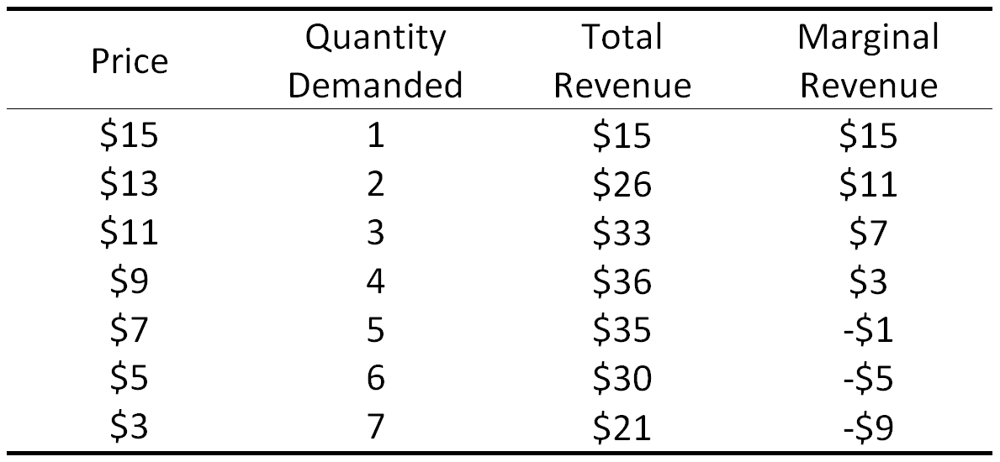 Price Quantity Demanded Total Revenue Marginal Revenue
$15 1 $15 $15
$13 2 $26 $11
$11 3 $33 $7
$9 4 $36 $3
$7 5 $35 -$1
$5 6 $30 -$5
$3 7 $21 -$9